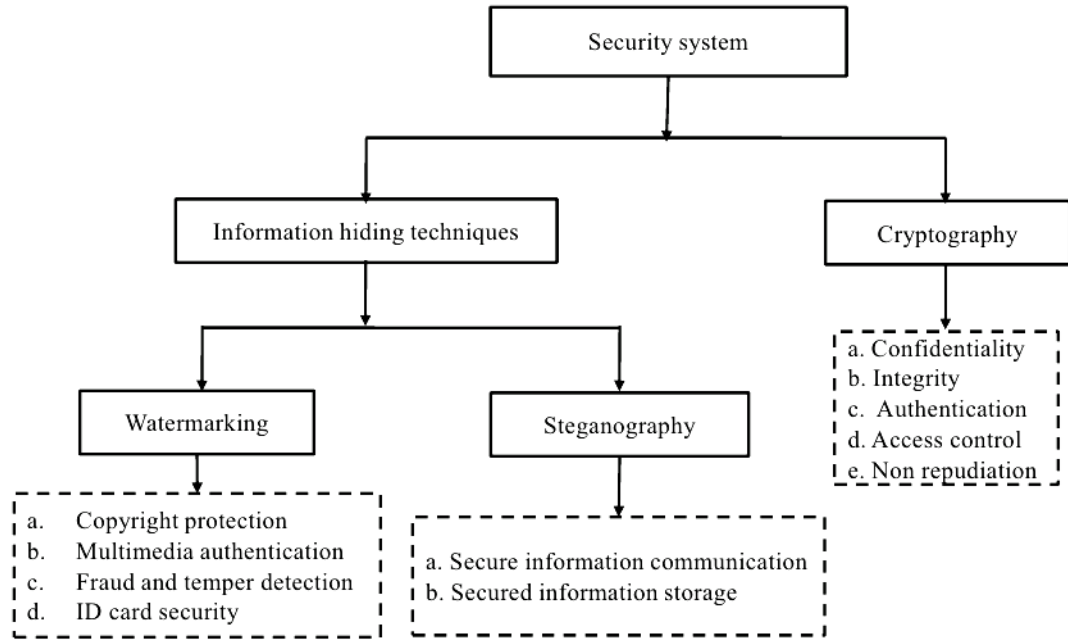 Security system
Information hiding techniques
Cryptography
a. Confidentiality
b. Integrity
c. Authentication
d. Access control
e. Non repudiation
Watermarking
Steganography
a. Copyright protection
b. Multimedia authentication
c. Fraud and temper detection
d. ID card security
a. Secure information communication
b. Secured information storage